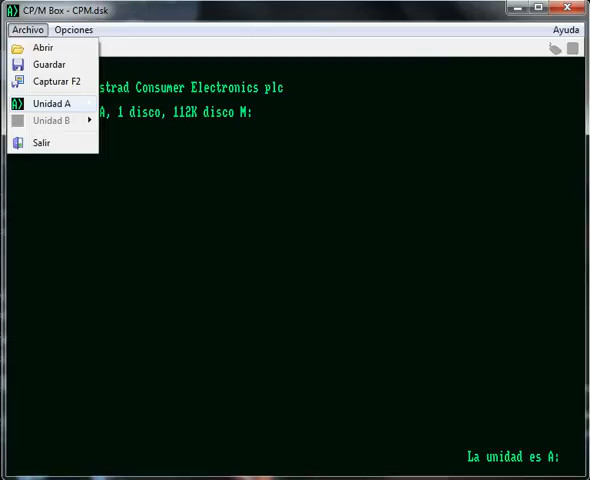 CP/M Box - CPM.dsk
Archivo Opciones Ayuda
Abrir
Guardar
Capturar F2
Unidad A
Unidad B
Salir
strad Consumer Electronics plc
A, 1 disco, 112K disco M:
La unidad es A: